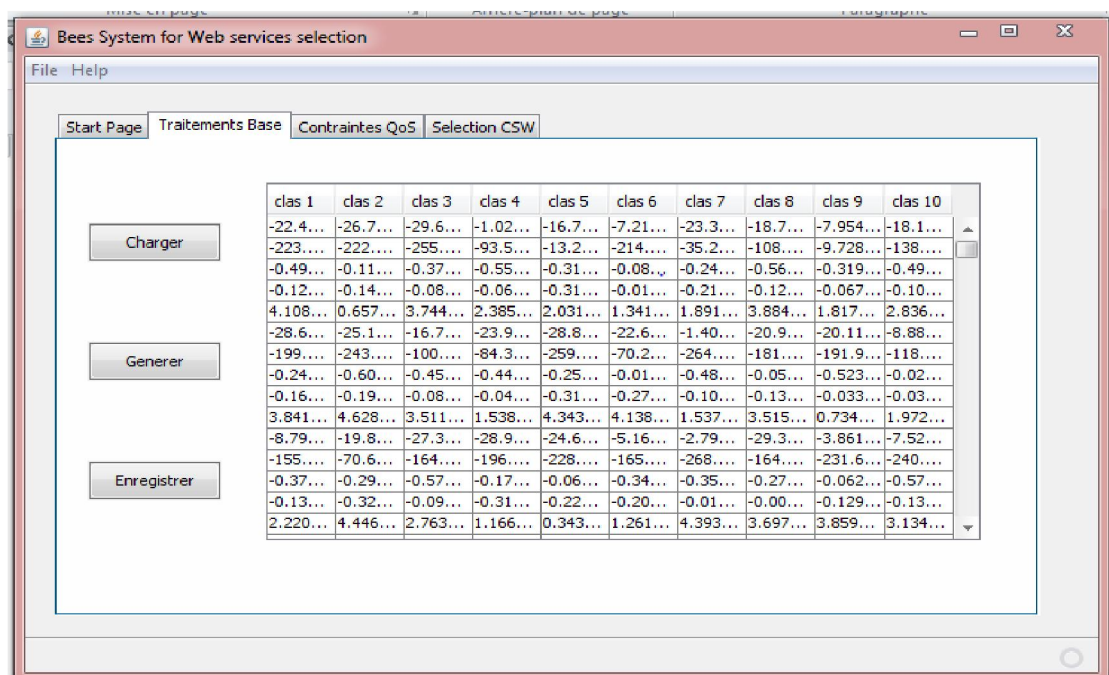 Mise en page Arrière-plan de page Paragraphe
Bees System for Web services selection
File Help
Start Page Traitements Base Contraintes QoS Selection CSW
clas 1 clas 2 clas 3 clas 4 clas 5 clas 6 clas 7 clas 8 clas 9 clas 10
-22.4... -26.7... -29.6... -1.02... -16.7... -7.21... -23.3... -18.7... -7.954... -18.1...
Charger
-223.... -222.... -255.... -93.5... -13.2... -214.... -35.2... -108.... -9.728... -138....
-0.49... -0.11... -0.37... -0.55... -0.31... -0.08... -0.24... -0.56... -0.319... -0.49...
-0.12... -0.14... -0.08... -0.06... -0.31... -0.01... -0.21... -0.12... -0.067... -0.10...
4.108... 0.657... 3.744... 2.385... 2.031... 1.341... 1.891... 3.884... 1.817... 2.836...
-28.6... -25.1... -16.7... -23.9... -28.8... -22.6... -1.40... -20.9... -20.11... -8.88...
Generer
-199.... -243.... -100.... -84.3... -259.... -70.2... -264.... -181.... -191.9... -118....
-0.24... -0.60... -0.45... -0.44... -0.25... -0.01... -0.48... -0.05... -0.523... -0.02...
-0.16... -0.19... -0.08... -0.04... -0.31... -0.27... -0.10... -0.13... -0.033... -0.03...
3.841... 4.628... 3.511... 1.538... 4.343... 4.138... 1.537... 3.515... 0.734... 1.972...
-8.79... -19.8... -27.3... -28.9... -24.6... -5.16... -2.79... -29.3... -3.861... -7.52...
-155.... -70.6... -164.... -196.... -228.... -165.... -268.... -164.... -231.6... -240....
Enregistrer
-0.37... -0.29... -0.57... -0.17... -0.06... -0.34... -0.35... -0.27... -0.062... -0.57...
-0.13... -0.32... -0.09... -0.31... -0.22... -0.20... -0.01... -0.00... -0.129... -0.13...
2.220... 4.446... 2.763... 1.166... 0.343... 1.261... 4.393... 3.697... 3.859... 3.134...